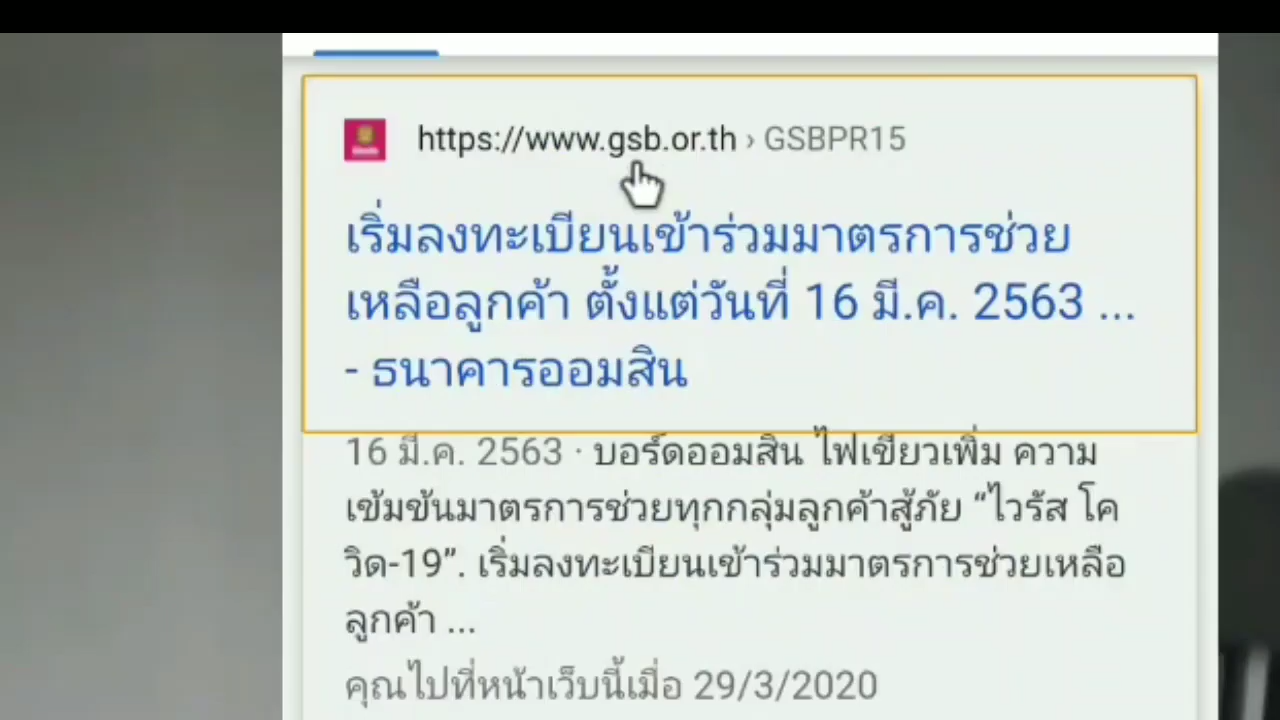 https://www.gsb.or.th › GSBPR15
เริ่มลงทะเบียนเข้าร่วมมาตรการช่วย
เหลือลูกค้า ตั้งแต่วันที่ 16 มี.ค. 2563 ...
- ธนาคารออมสิน
16 มี.ค. 2563 · บอร์ดออมสิน ไฟเขียวเพิ่ม ความ
เข้มข้นมาตรการช่วยทุกกลุ่มลูกค้าสู้ภัย “ไวรัส โค
วิด-19”. เริ่มลงทะเบียนเข้าร่วมมาตรการช่วยเหลือ
ลูกค้า ...
คุณไปที่หน้าเว็บนี้เมื่อ 29/3/2020